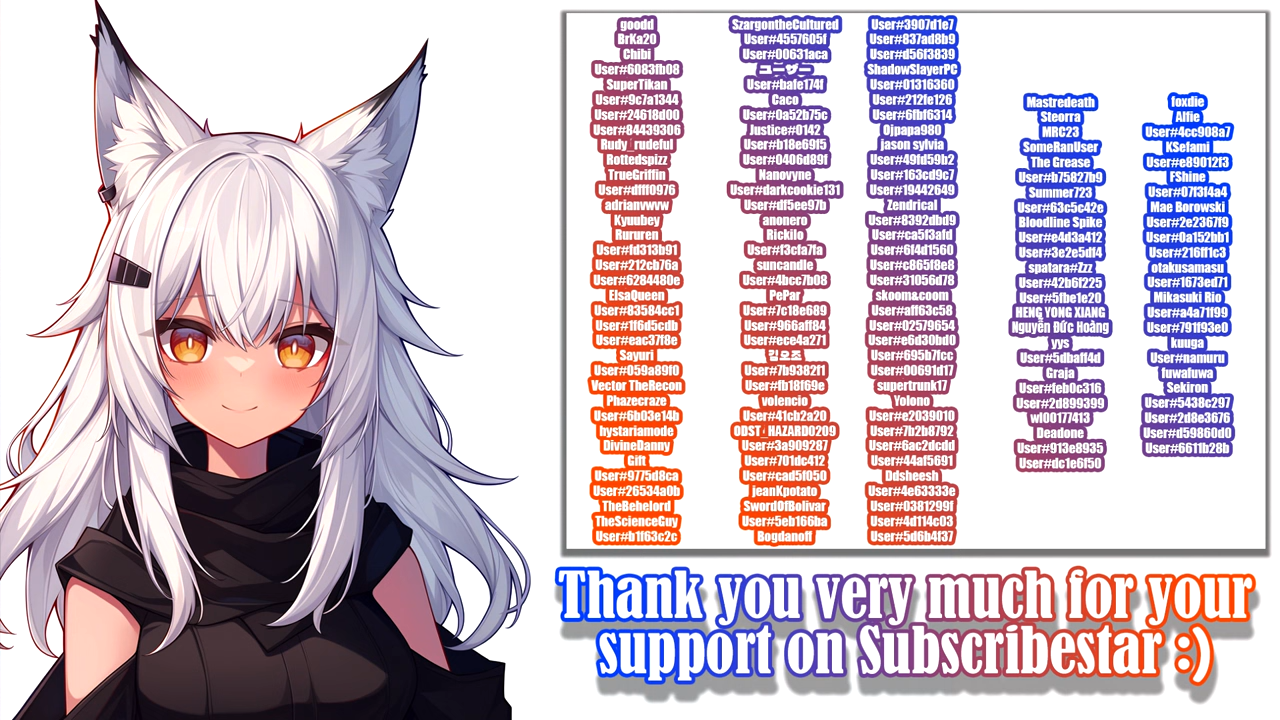 goodd
BrKa20
Chibi
User#6083fb08
SuperTikan
User#9c7a1344
User#24618d00
User#84439306
Rudy_rudeful
Rottedspizz
TrueGriffin
User#dfff0976
adrianvww
Kyuubey
Rururen
User#fd313b91
User#212cb76a
User#6284480e
ElsaQueen
User#83584cc1
User#1f6d5cdb
User#eac37f8e
Sayuri
User#059a89f0
Vector TheRecon
Phazecraze
User#6b03e14b
hystariamode
DivineDanny
Gift
User#9775d8ca
User#26534a0b
TheBehelord
TheScienceGuy
User#b1f63c2c
SzargontheCultured
User#4557605f
User#00631aca
ユーザー
User#bafe174f
Caco
User#0a52b75c
Justice#0142
User#b18e69f5
User#0406d89f
Nanovyne
User#darkcookie131
User#df5ee97b
anonero
Rickilo
User#f3cfa7fa
suncandle
User#4bcc7b08
PePar
User#7c18e689
User#966aff84
User#ece4a271
김오조
User#7b9382f1
User#fb18f69e
volencio
User#41cb2a20
ODST_HAZARD0209
User#3a909287
User#701dc412
User#cad5f050
jeanKpotato
SwordOfBolivar
User#5eb166ba
Bogdanoff
User#3907d1e7
User#837ad8b9
User#d56f3839
ShadowSlayerPC
User#01316360
User#212fe126
User#6fbf6314
Ojpapa980
jason sylvia
User#49fd59b2
User#163cd9c7
User#19442649
Zendrical
User#8392dbd9
User#ca5f3afd
User#6f4d1560
User#c865f8e8
User#31056d78
skoom&coom
User#aff63c58
User#02579654
User#e6d30bd0
User#695b7fcc
User#00691d17
supertrunk17
Yolono
User#e2039010
User#7b2b8792
User#6ac2dcdd
User#44af5691
Ddsheesh
User#4e63333e
User#0381299f
User#4d114c03
User#5d6b4f37
Mastredeath
Steorra
MRC23
SomeRanUser
The Grease
User#b75827b9
Summer723
User#63c5c42e
Bloodline Spike
User#e4d3a412
User#3e2e5df4
spatara#Zzz
User#42b6f225
User#5fbe1e20
HENG YONG XIANG
Nguyễn Đức Hoàng
yys
User#5dbaff4d
Graja
User#feb0c316
User#2d899399
wl00177413
Deadone
User#913e8935
User#dc1e6f50
foxdie
Alfie
User#4cc908a7
KSefami
User#e89012f3
FShine
User#07f3f4a4
Mae Borowski
User#2e2367f9
User#0a152bb1
User#216ff1c3
otakusamasu
User#1673ed71
Mikasuki Rio
User#a4a71f99
User#791f93e0
kuuga
User#namuru
fuwafuwa
Sekiron
User#5438c297
User#2d8e3676
User#d59860d0
User#6611b28b
Thank you very much for your
support on Subscribestar :)